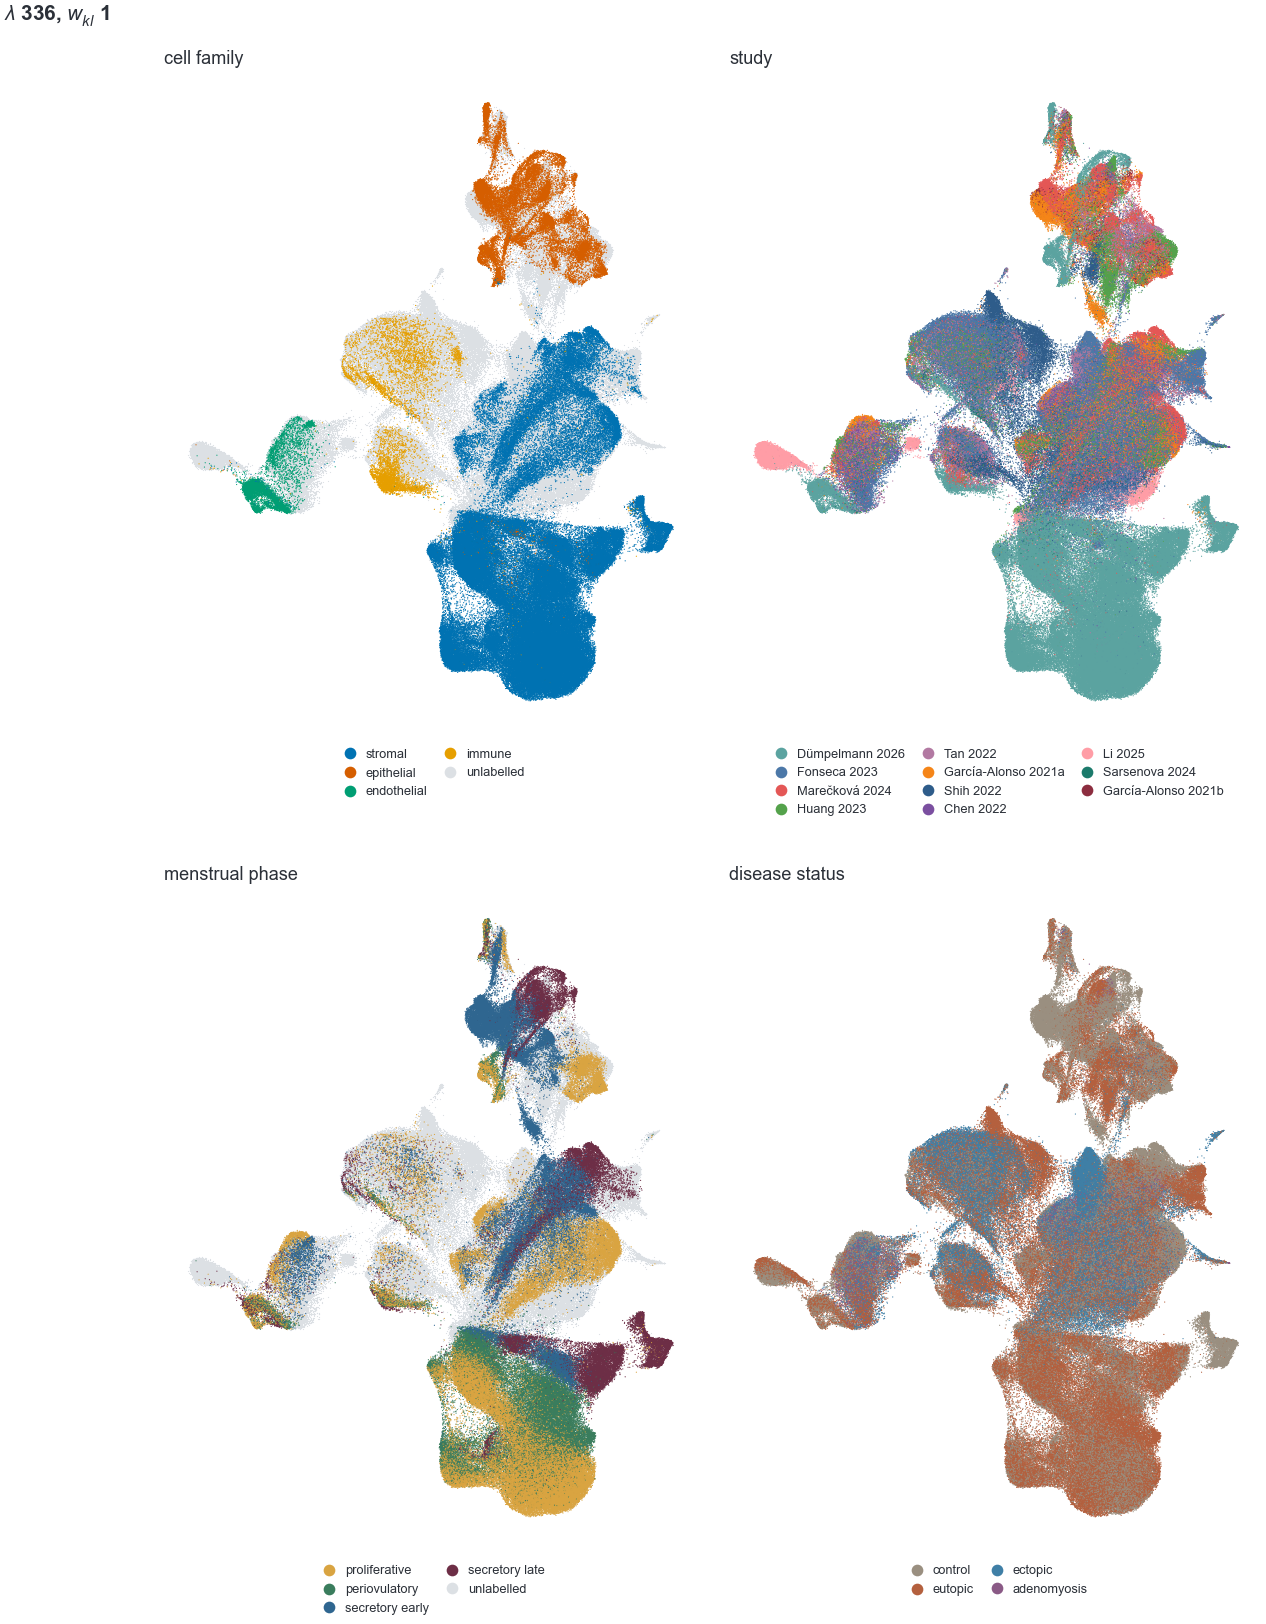 λ 336, w_kl 1
cell family
study
stromal
epithelial
endothelial
immune
unlabelled
Dümpelmann 2026
Fonseca 2023
Marečková 2024
Huang 2023
Tan 2022
García-Alonso 2021a
Shih 2022
Chen 2022
Li 2025
Sarsenova 2024
García-Alonso 2021b
menstrual phase
disease status
proliferative
periovulatory
secretory early
secretory late
unlabelled
control
eutopic
ectopic
adenomyosis